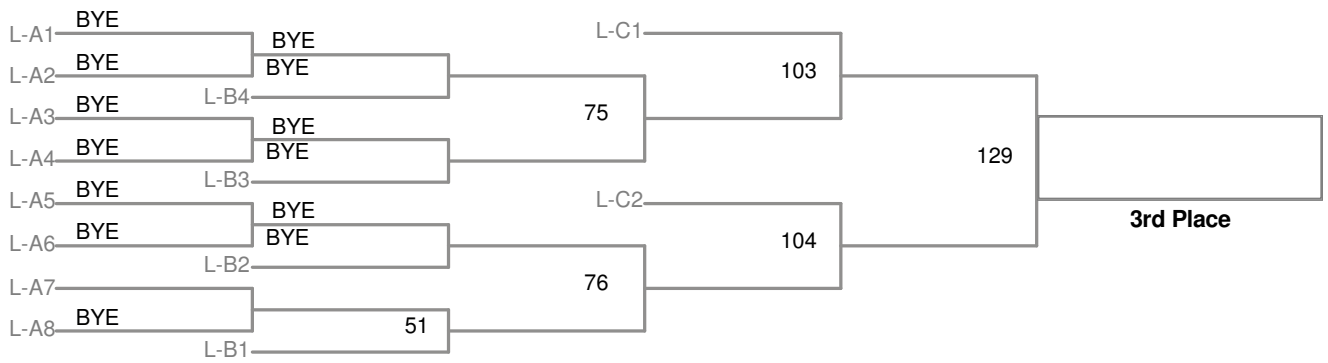 L-A1 BYE
BYE
L-C1
L-A2 BYE
BYE
103
L-B4
L-A3 BYE
75
BYE
L-A4 BYE
BYE
129
L-B3
L-A5 BYE
L-C2
BYE
3rd Place
L-A6 BYE
BYE
104
L-B2
L-A7
76
L-A8 BYE
51
L-B1